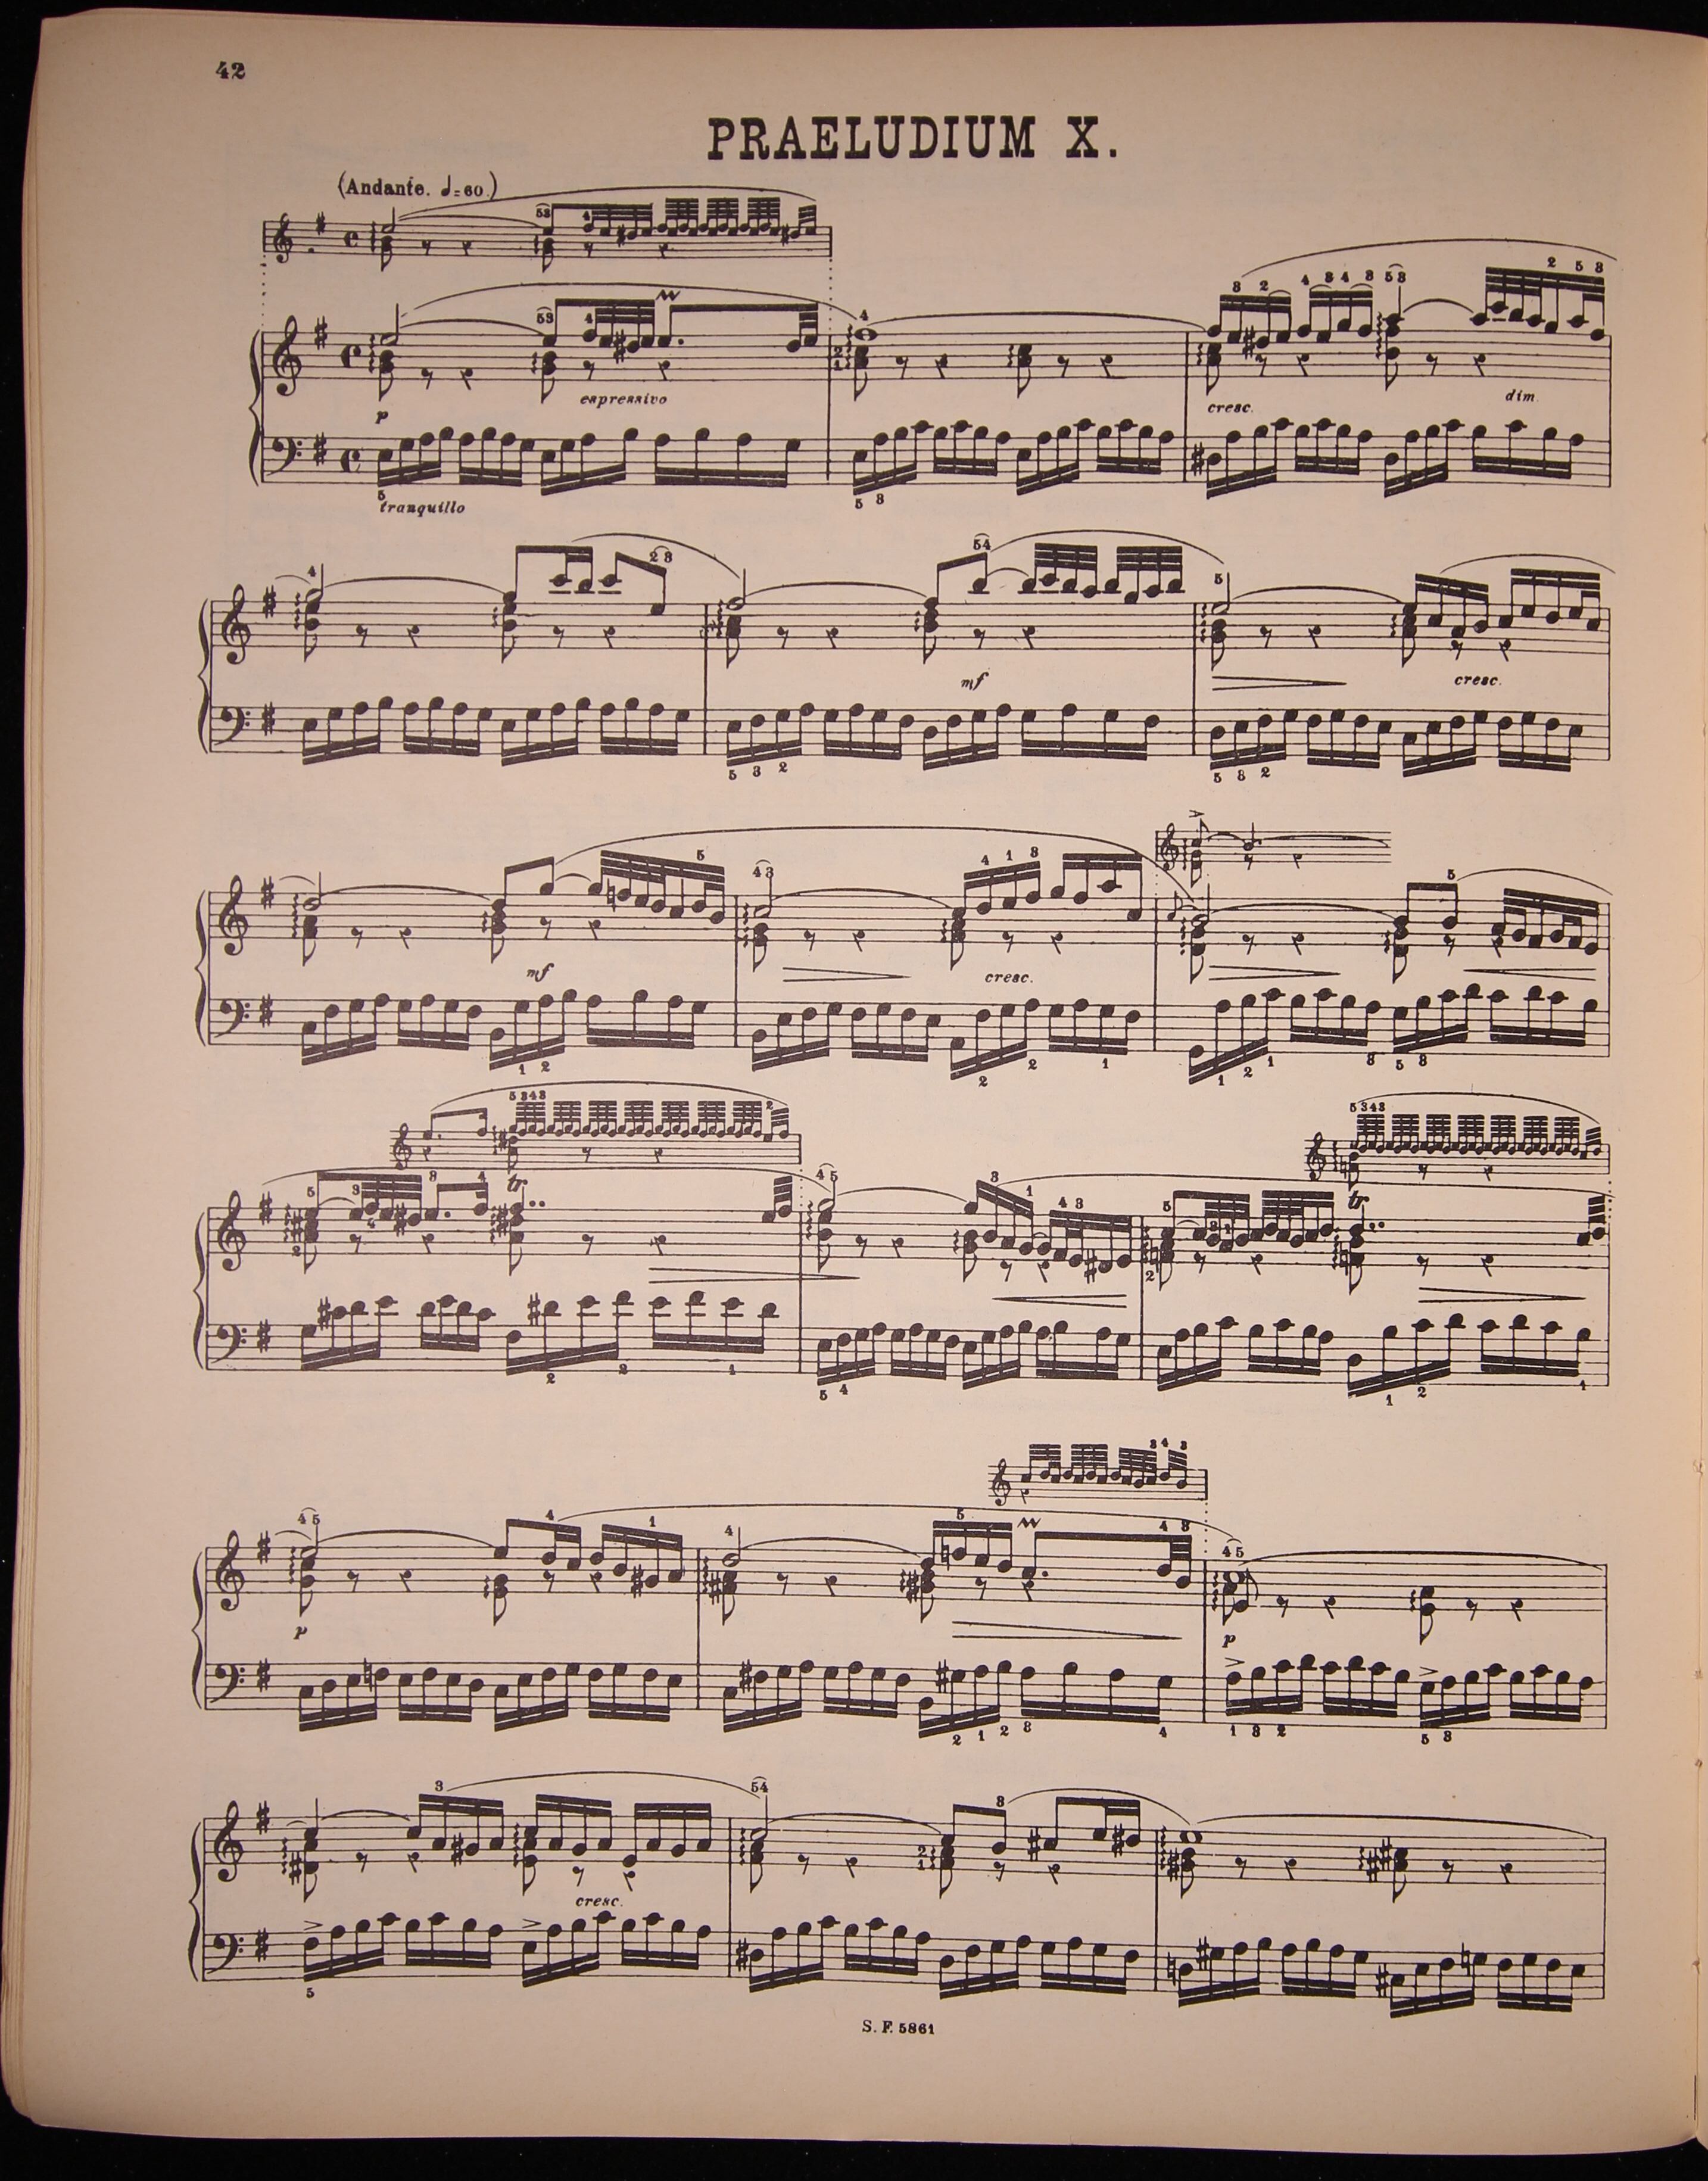 42
PRAELUDIUM X.
(Andante. ♩=60.)
espressivo
p
cresc.
dim.
tranquillo
mf
cresc.
mf
cresc.
tr
tr
p
p
cresc.
S. F. 5861